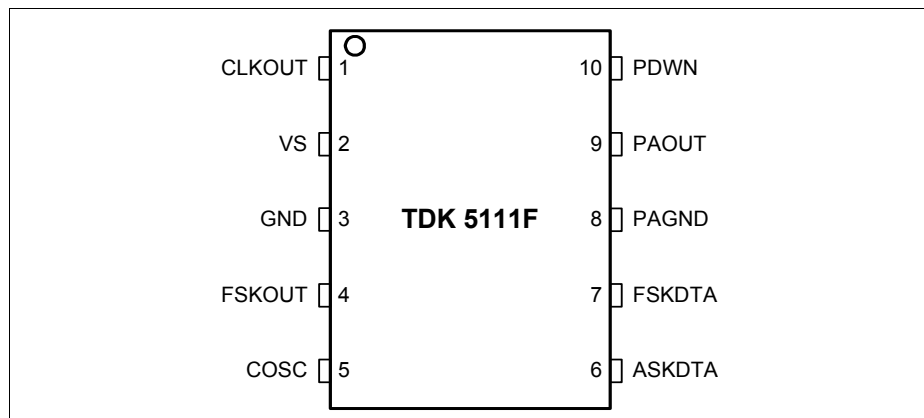 CLKOUT 1 10 PDWN
VS 2 9 PAOUT
GND 3 TDK 5111F 8 PAGND
FSKOUT 4 7 FSKDTA
COSC 5 6 ASKDTA